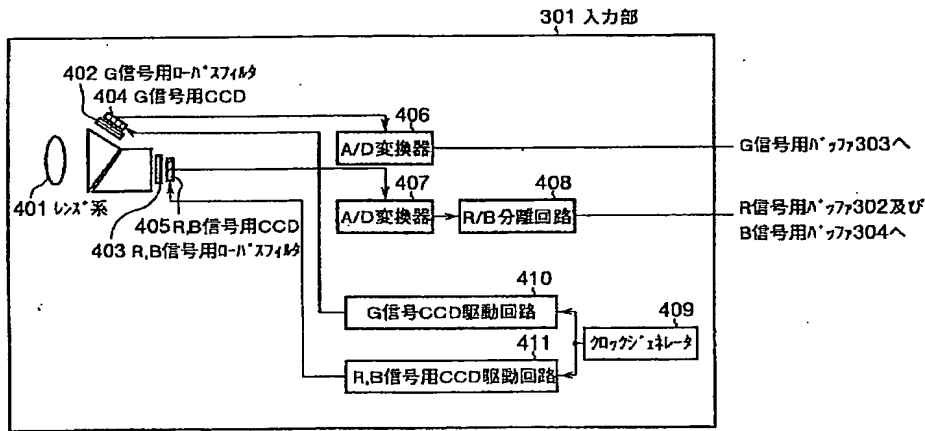 301 入力部
402 G信号用ローパスフィルタ
404 G信号用CCD
401 レンズ系
405 R,B信号用CCD
403 R,B信号用ローパスフィルタ
406
A/D変換器
G信号用バッファ303へ
407
A/D変換器
408
R/B分離回路
R信号用バッファ302及び
B信号用バッファ304へ
410
G信号CCD駆動回路
409
クロックジェネレータ
411
R,B信号用CCD駆動回路